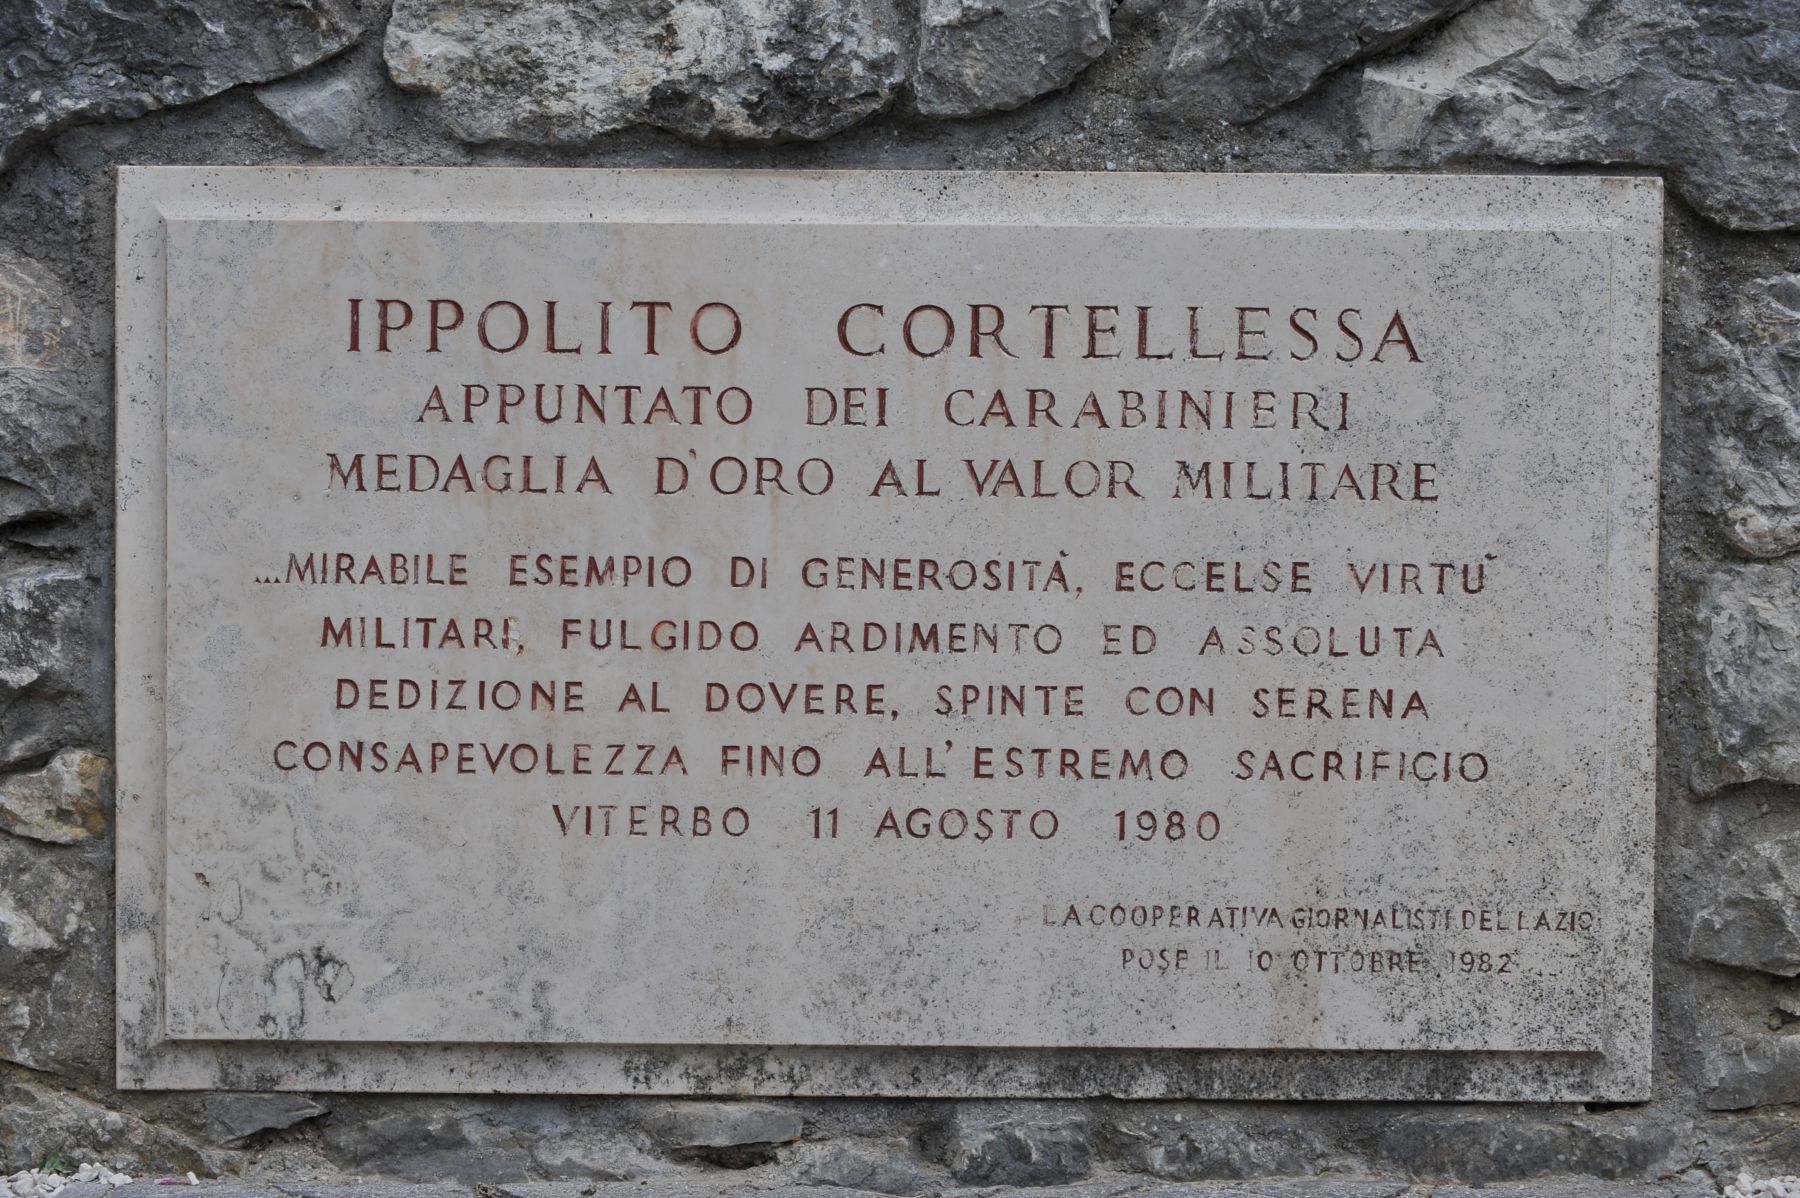 IPPOLITO CORTELLESSA
APPUNTATO DEI CARABINIERI
MEDAGLIA D'ORO AL VALOR MILITARE
...MIRABILE ESEMPIO DI GENEROSITÀ, ECCELSE VIRTÙ
MILITARI, FULGIDO ARDIMENTO ED ASSOLUTA
DEDIZIONE AL DOVERE, SPINTE CON SERENA
CONSAPEVOLEZZA FINO ALL'ESTREMO SACRIFICIO
VITERBO 11 AGOSTO 1980
LA COOPERATIVA GIORNALISTI DEL LAZIO
POSE IL 10 OTTOBRE 1982